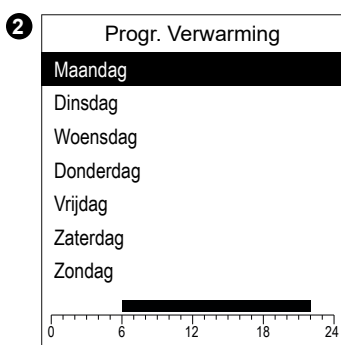 2
Progr. Verwarming
Maandag
Dinsdag
Woensdag
Donderdag
Vrijdag
Zaterdag
Zondag
0 6 12 18 24